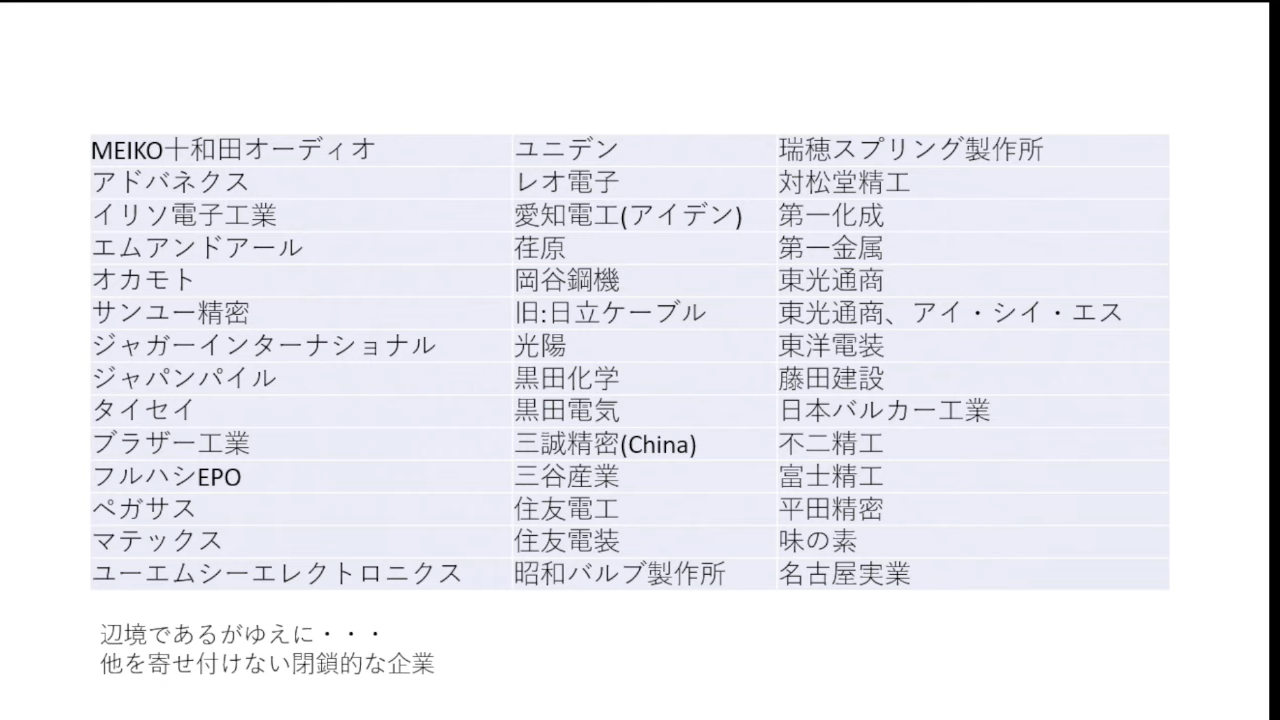 MEIKO十和田オーディオ ユニデン 瑞穂スプリング製作所
アドバネクス レオ電子 対松堂精工
イリソ電子工業 愛知電工(アイデン) 第一化成
エムアンドアール 荏原 第一金属
オカモト 岡谷鋼機 東光通商
サンユー精密 旧:日立ケーブル 東光通商、アイ・シイ・エス
ジャガーインターナショナル 光陽 東洋電装
ジャパンパイル 黒田化学 藤田建設
タイセイ 黒田電気 日本バルカー工業
ブラザー工業 三誠精密(China) 不二精工
フルハシEPO 三谷産業 富士精工
ペガサス 住友電工 平田精密
マテックス 住友電装 味の素
ユーエムシーエレクトロニクス 昭和バルブ製作所 名古屋実業
辺境であるがゆえに・・・
他を寄せ付けない閉鎖的な企業